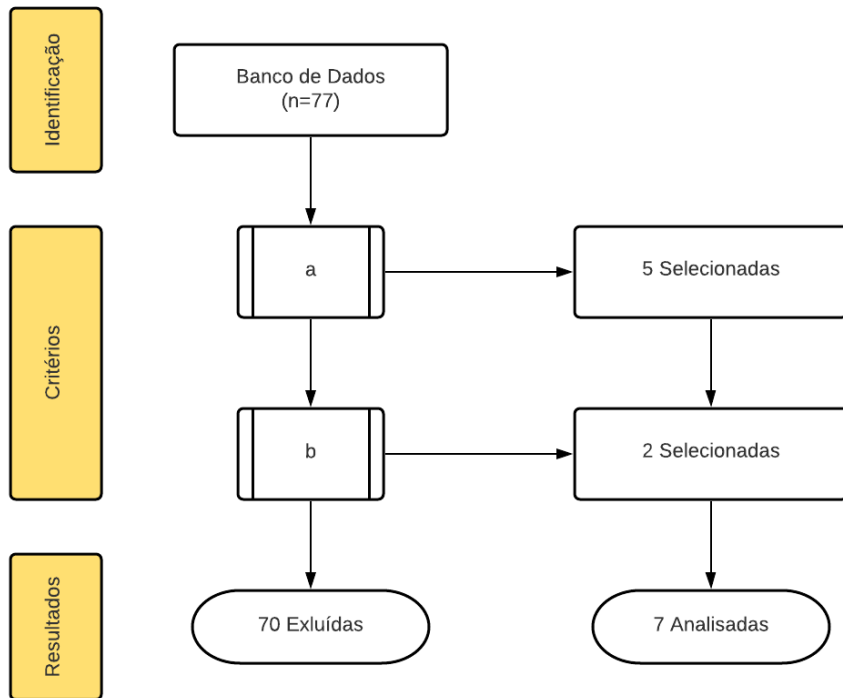 Identificação
Banco de Dados
(n=77)
Critérios
a
5 Selecionadas
b
2 Selecionadas
Resultados
70 Exluídas
7 Analisadas